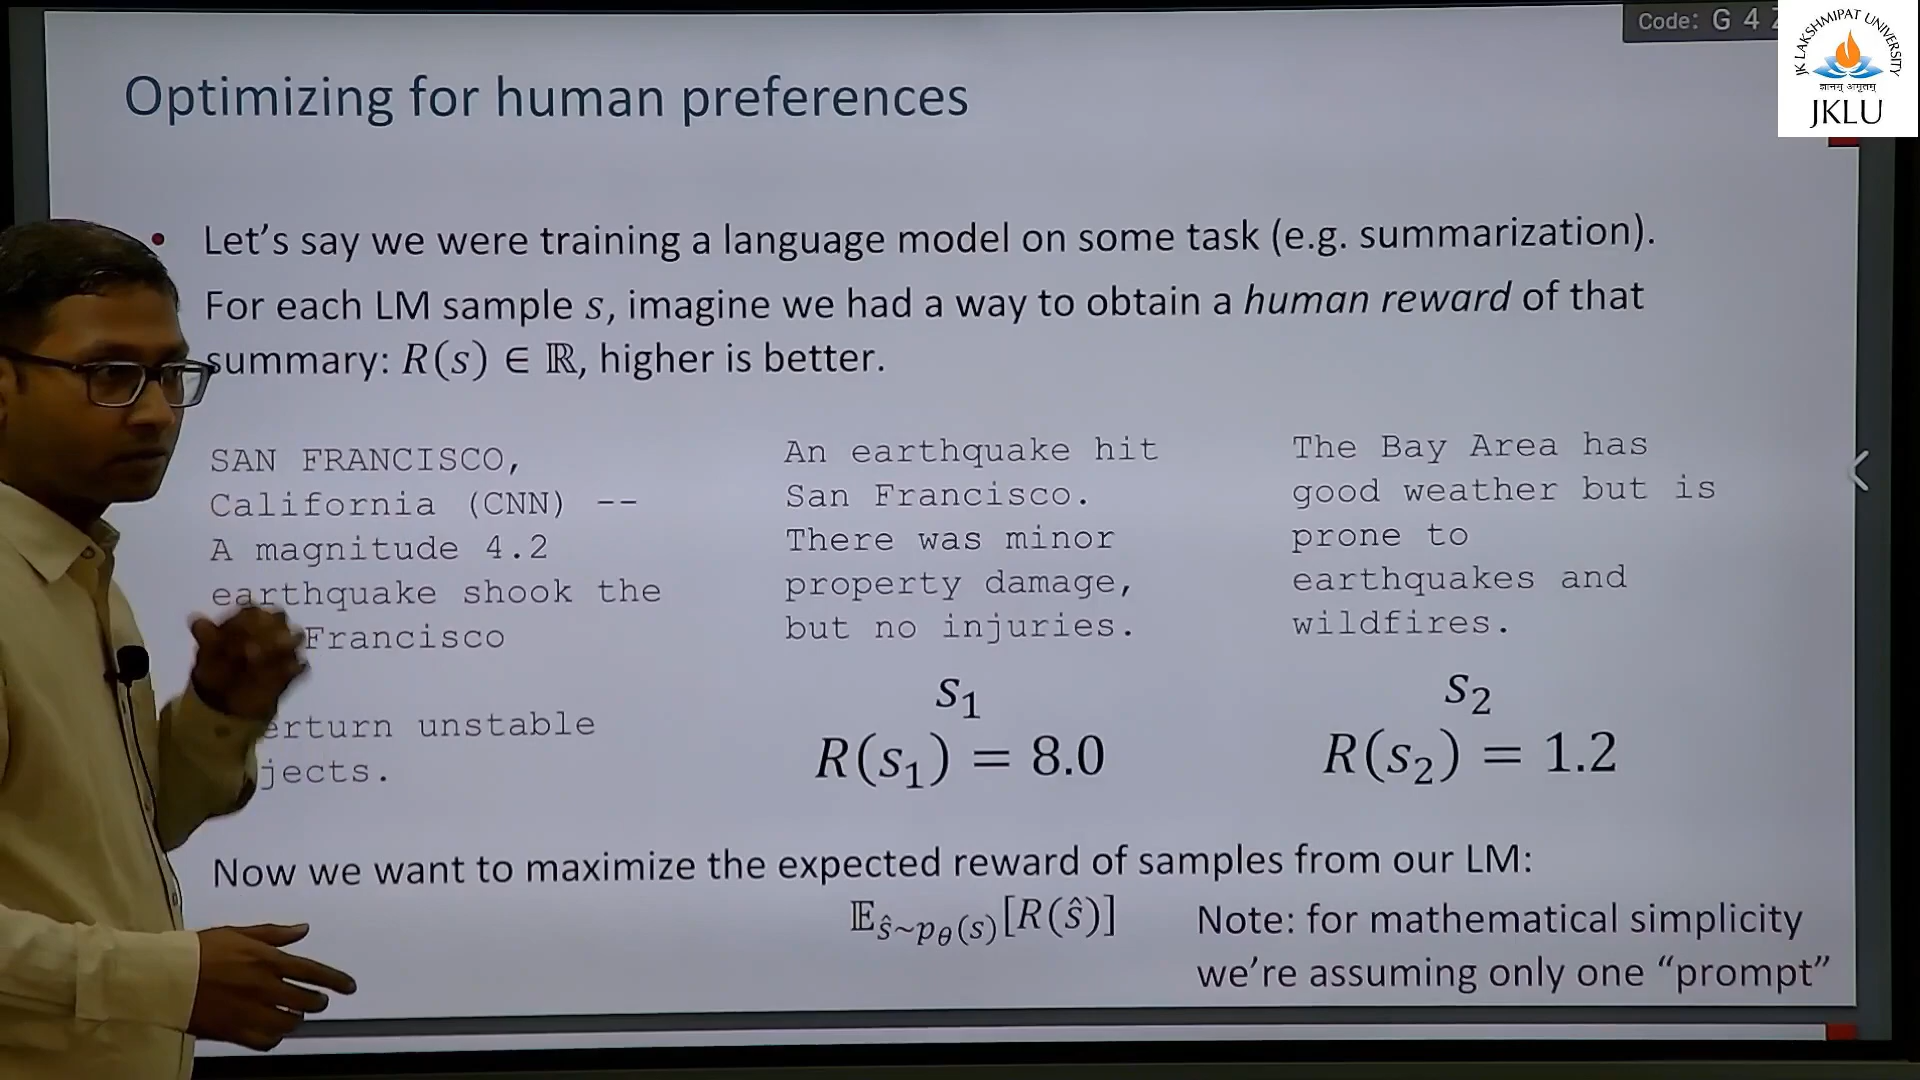 Code: G 4
JK LAKSHMIPAT UNIVERSITY
ज्ञानम् अमृतम्
JKLU
Optimizing for human preferences
• Let's say we were training a language model on some task (e.g. summarization).
For each LM sample s, imagine we had a way to obtain a human reward of that
summary: R(s) ∈ ℝ, higher is better.
SAN FRANCISCO,
California (CNN) --
A magnitude 4.2
earthquake shook the
Francisco
erturn unstable
jects.
An earthquake hit
San Francisco.
There was minor
property damage,
but no injuries.
s₁
R(s₁) = 8.0
The Bay Area has
good weather but is
prone to
earthquakes and
wildfires.
s₂
R(s₂) = 1.2
Now we want to maximize the expected reward of samples from our LM:
𝔼ŝ~pθ(s)[R(ŝ)]
Note: for mathematical simplicity
we're assuming only one "prompt"